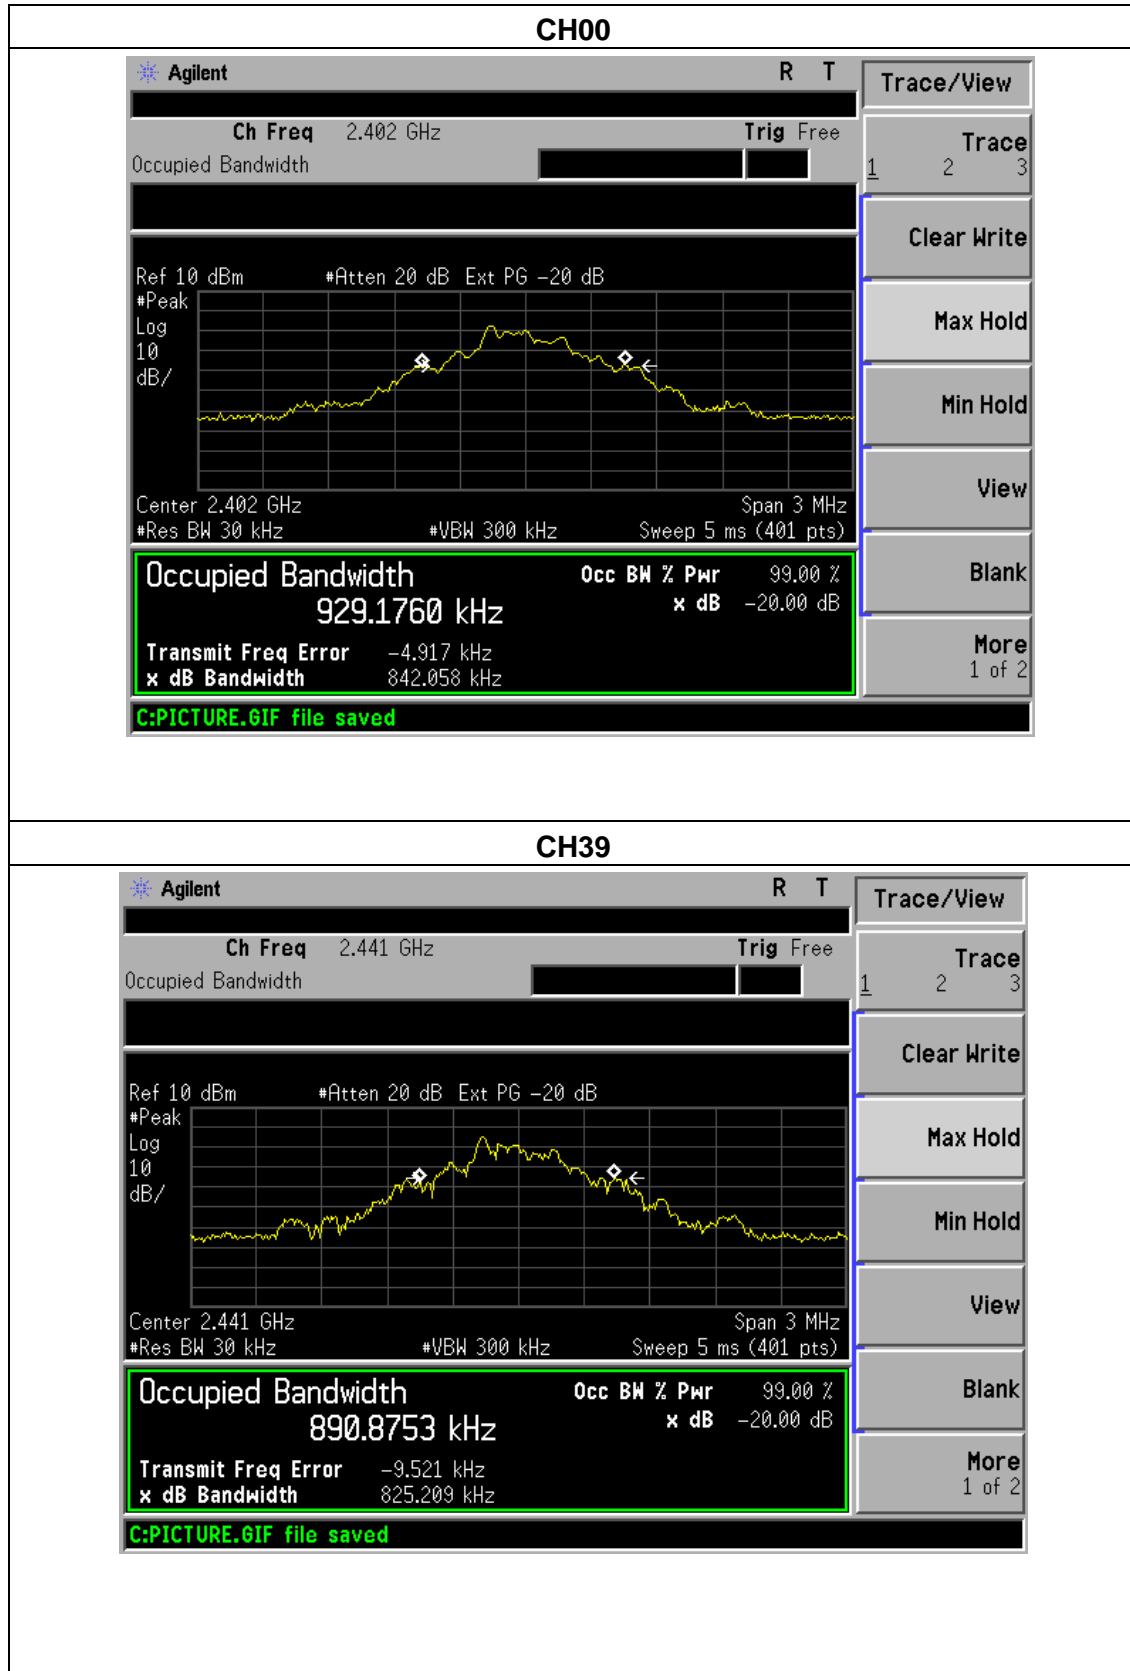 CH00
Agilent R T Trace/View
Ch Freq 2.402 GHz Trig Free
Occupied Bandwidth
Trace
1 2 3
Clear Write
Max Hold
Min Hold
View
Blank
More
1 of 2
Ref 10 dBm #Atten 20 dB Ext PG −20 dB
#Peak
Log
10
dB/
Center 2.402 GHz Span 3 MHz
#Res BW 30 kHz #VBW 300 kHz Sweep 5 ms (401 pts)
Occupied Bandwidth Occ BW % Pwr 99.00 %
929.1760 kHz x dB −20.00 dB
Transmit Freq Error −4.917 kHz
x dB Bandwidth 842.058 kHz
C:PICTURE.GIF file saved
CH39
Agilent R T Trace/View
Ch Freq 2.441 GHz Trig Free
Occupied Bandwidth
Trace
1 2 3
Clear Write
Max Hold
Min Hold
View
Blank
More
1 of 2
Ref 10 dBm #Atten 20 dB Ext PG −20 dB
#Peak
Log
10
dB/
Center 2.441 GHz Span 3 MHz
#Res BW 30 kHz #VBW 300 kHz Sweep 5 ms (401 pts)
Occupied Bandwidth Occ BW % Pwr 99.00 %
890.8753 kHz x dB −20.00 dB
Transmit Freq Error −9.521 kHz
x dB Bandwidth 825.209 kHz
C:PICTURE.GIF file saved